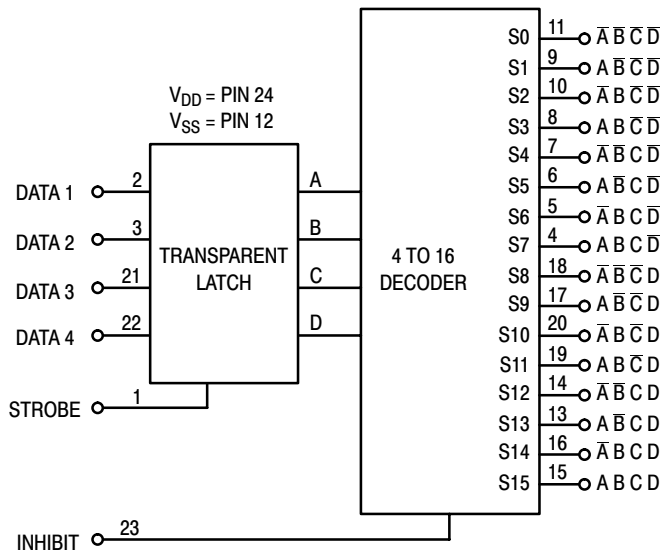 V_DD = PIN 24
V_SS = PIN 12
DATA 1 2
DATA 2 3
DATA 3 21
DATA 4 22
STROBE 1
TRANSPARENT
LATCH
A
B
C
D
4 TO 16
DECODER
INHIBIT 23
S0 11 A̅ B̅ C̅ D̅
S1 9 A B̅ C̅ D̅
S2 10 A̅ B C̅ D̅
S3 8 A B C̅ D̅
S4 7 A̅ B̅ C D̅
S5 6 A B̅ C D̅
S6 5 A̅ B C D̅
S7 4 A B C D̅
S8 18 A̅ B̅ C̅ D
S9 17 A B̅ C̅ D
S10 20 A̅ B C̅ D
S11 19 A B C̅ D
S12 14 A̅ B̅ C D
S13 13 A B̅ C D
S14 16 A̅ B C D
S15 15 A B C D